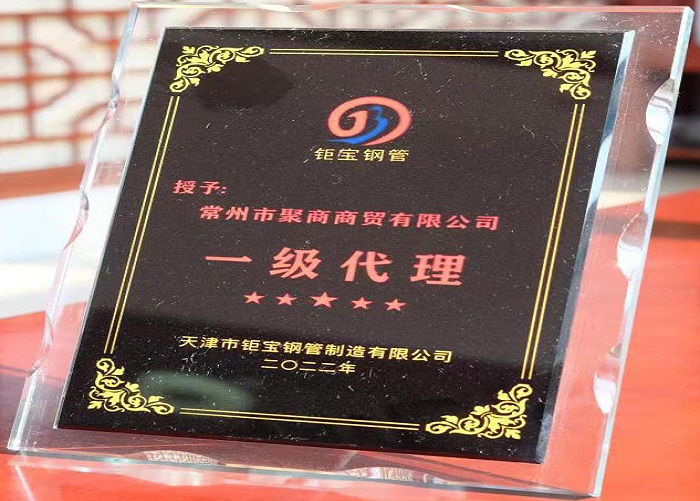 钜宝钢管
授予:
常州市聚商商贸有限公司
一级代理
天津市钜宝钢管制造有限公司
二〇二二年